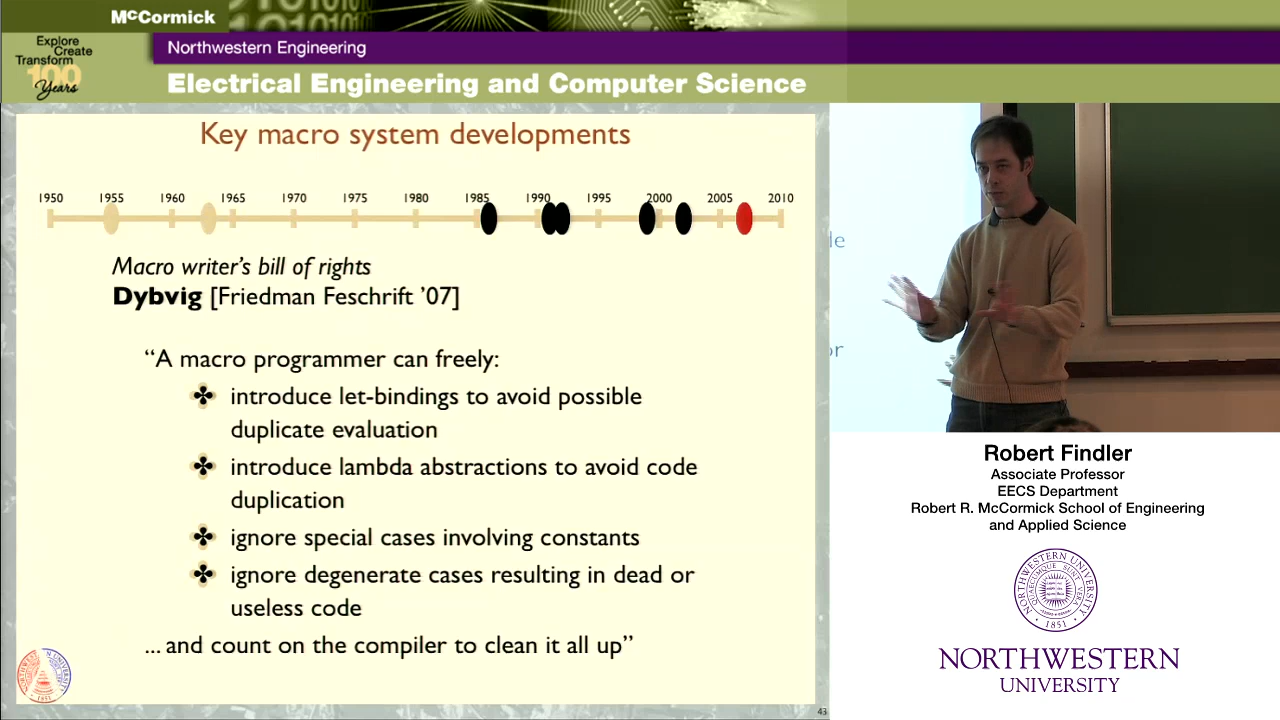 McCormick
Explore
Create
Transform
100
Years
Northwestern Engineering
Electrical Engineering and Computer Science
Key macro system developments
1950 1955 1960 1965 1970 1975 1980 1985 1990 1995 2000 2005 2010
Macro writer's bill of rights
Dybvig [Friedman Feschrift '07]
“A macro programmer can freely:
introduce let-bindings to avoid possible
duplicate evaluation
introduce lambda abstractions to avoid code
duplication
ignore special cases involving constants
ignore degenerate cases resulting in dead or
useless code
... and count on the compiler to clean it all up”
43
Robert Findler
Associate Professor
EECS Department
Robert R. McCormick School of Engineering
and Applied Science
NORTHWESTERN
UNIVERSITY
1851
NORTHWESTERN
UNIVERSITY